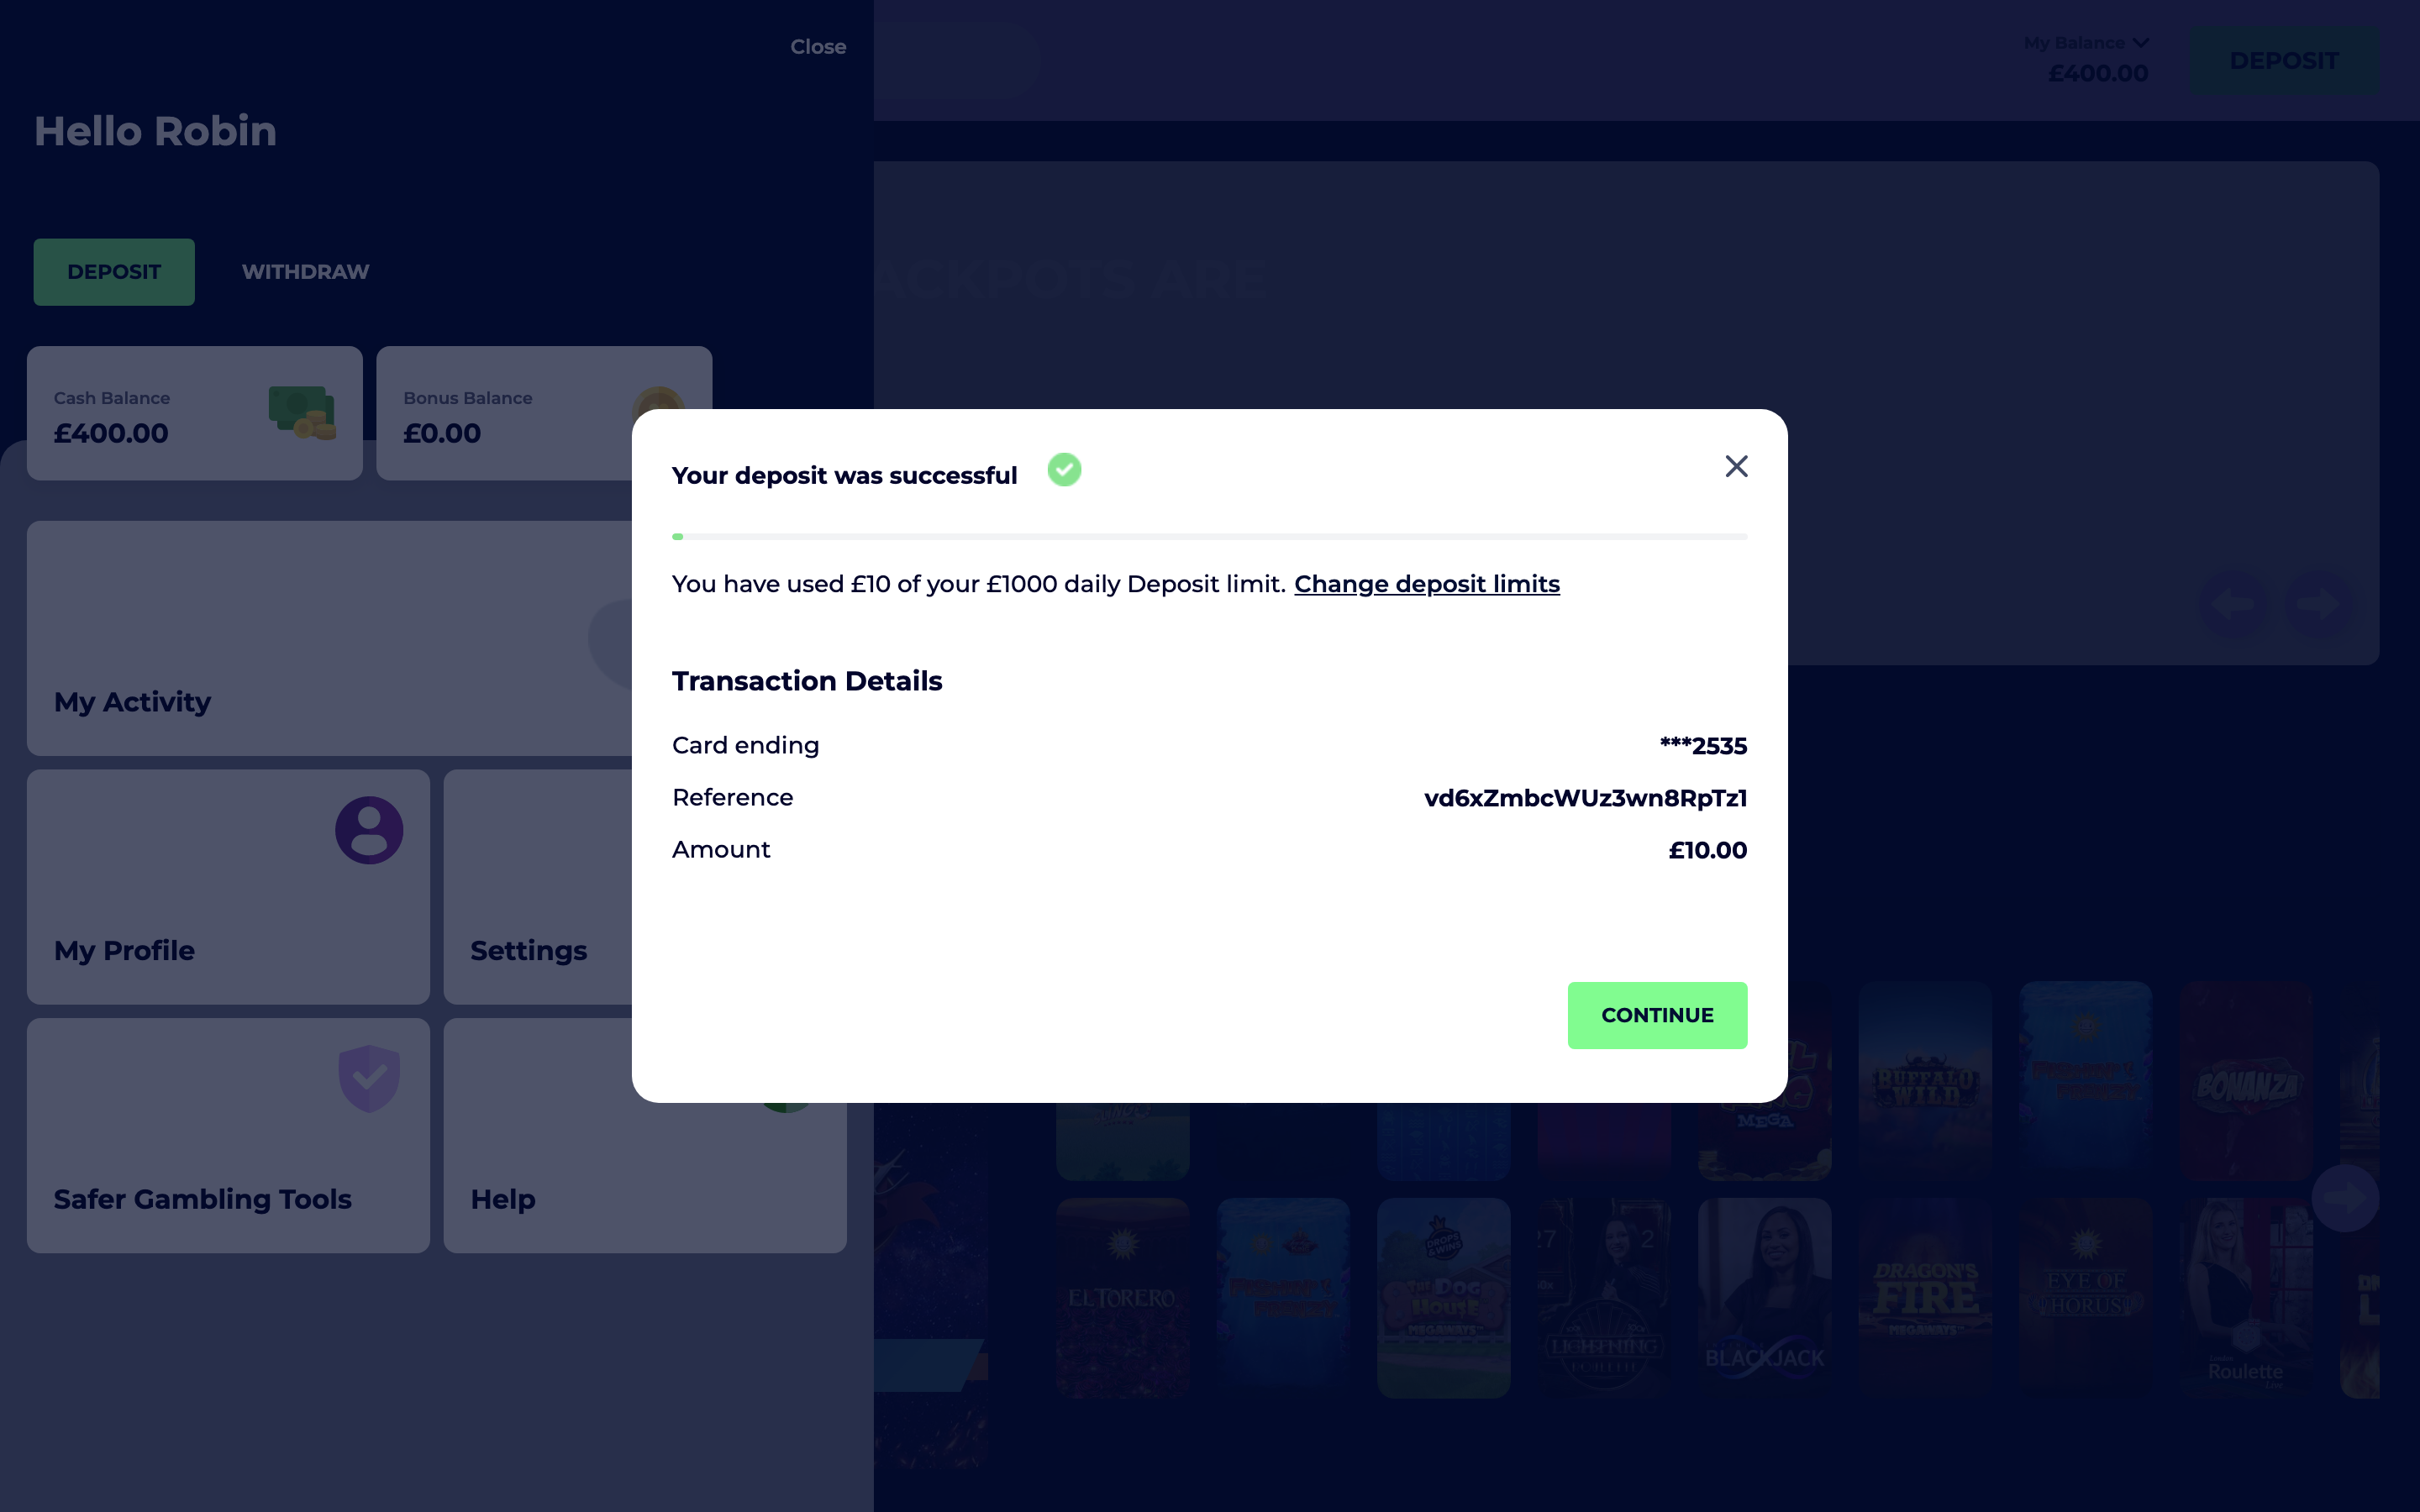 Close
My Balance
£400.00
DEPOSIT
Hello Robin
ACKPOTS ARE
DEPOSIT
WITHDRAW
Cash Balance
£400.00
Bonus Balance
£0.00
My Activity
My Profile
Settings
Safer Gambling Tools
Help
Your deposit was successful
You have used £10 of your £1000 daily Deposit limit. Change deposit limits
Transaction Details
Card ending
***2535
Reference
vd6xZmbcWUz3wn8RpTz1
Amount
£10.00
CONTINUE
MEGA
BUFFALO
WILD
BONANZA
EL TORERO
DROPS
& WINS
THE DOG
HOUSE
MEGAWAYS
27
2
LIGHTNING
ROULETTE
BLACKJACK
DRAGON'S
FIRE
MEGAWAYS
EYE OF
HORUS
Roulette